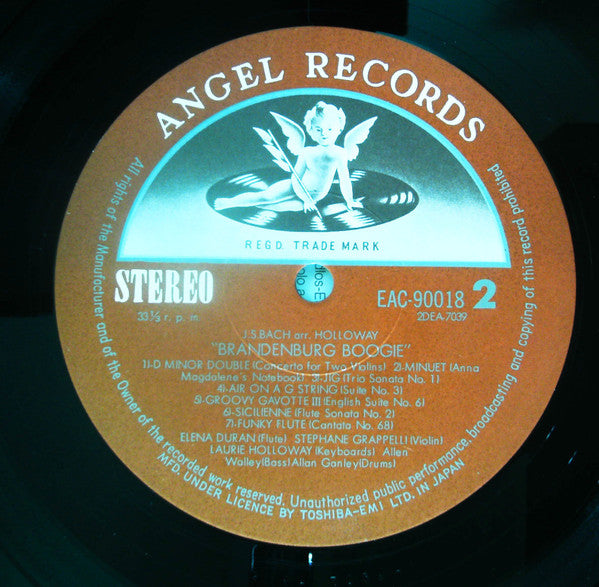 ANGEL RECORDS
REGD. TRADE MARK
STEREO
33⅓ r. p. m
EAC-90018 2
2DEA-7039
J.S.BACH arr. HOLLOWAY
"BRANDENBURG BOOGIE"
1)-D MINOR DOUBLE (Concerto for Two Violins) 2)-MINUET (Anna
Magdalene's Notebook) 3)-JIG (Trio Sonata No. 1)
4)-AIR ON A G STRING (Suite No. 3)
5)-GROOVY GAVOTTE III (English Suite No. 6)
6)-SICILIENNE (Flute Sonata No. 2)
7)-FUNKY FLUTE (Cantata No. 68)
ELENA DURAN (Flute) STEPHANE GRAPPELLI (Violin)
LAURIE HOLLOWAY (Keyboards) Allen
Walley (Bass) Allan Ganley (Drums)
All rights of the Manufacturer and of the Owner of the recorded work reserved. Unauthorized public performance, broadcasting and copying of this record prohibited
MFD. UNDER LICENCE BY TOSHIBA-EMI LTD. IN JAPAN